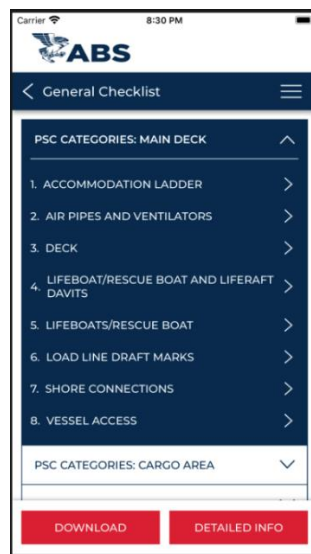 Carrier 8:30 PM
ABS
General Checklist
PSC CATEGORIES: MAIN DECK
1. ACCOMMODATION LADDER
2. AIR PIPES AND VENTILATORS
3. DECK
4. LIFEBOAT/RESCUE BOAT AND LIFERAFT
DAVITS
5. LIFEBOATS/RESCUE BOAT
6. LOAD LINE DRAFT MARKS
7. SHORE CONNECTIONS
8. VESSEL ACCESS
PSC CATEGORIES: CARGO AREA
DOWNLOAD DETAILED INFO